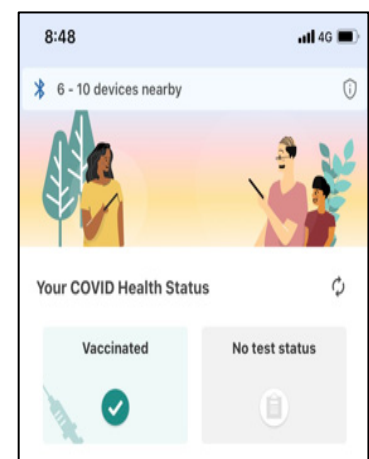 8:48 4G
6 - 10 devices nearby
Your COVID Health Status
Vaccinated No test status